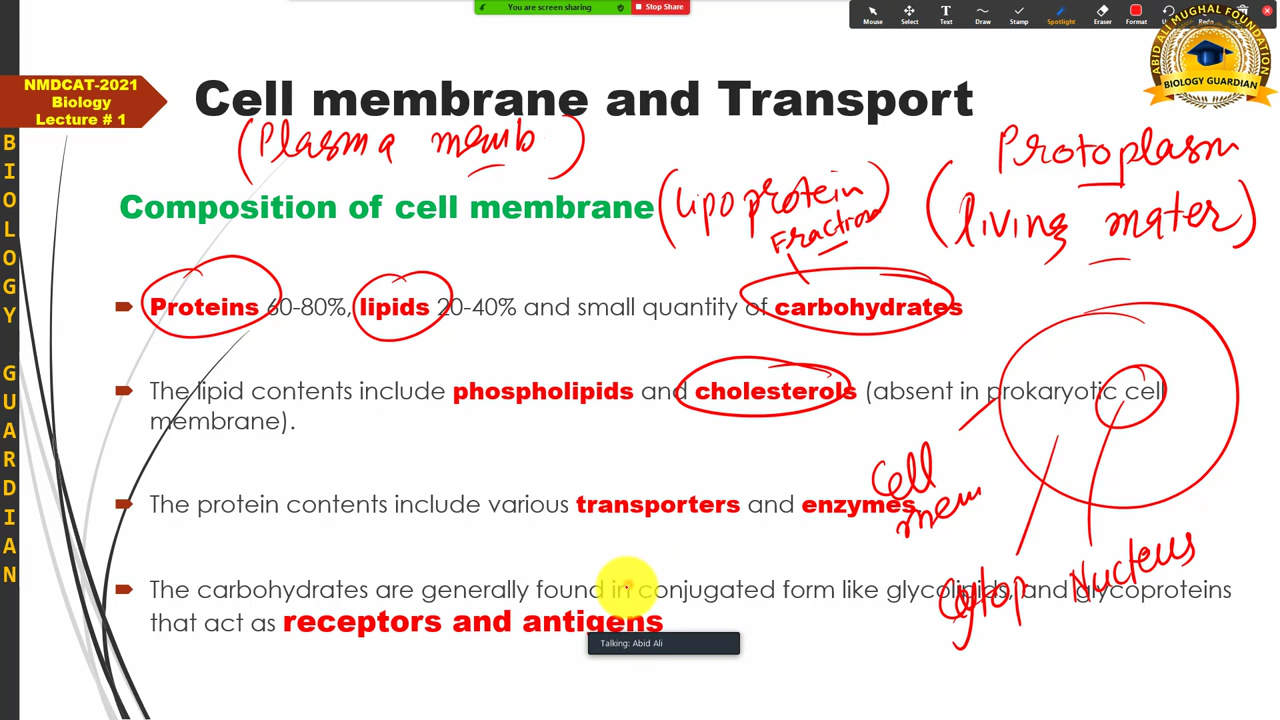 You are screen sharing
Stop Share
Mouse
Select
Text
Draw
Stamp
Spotlight
Eraser
Format
Redo
ABID ALI MUGHAL FOUNDATION
BIOLOGY GUARDIAN
NMDCAT-2021
Biology
Lecture # 1
BIOLOGY GUARDIAN
Cell membrane and Transport
(Plasma memb)
Protoplasm
(living mater)
Composition of cell membrane
(Lipoprotein)
Fraction
Proteins 60-80%, lipids 20-40% and small quantity of carbohydrates
The lipid contents include phospholipids and cholesterols (absent in prokaryotic cell
membrane).
Cell
mem
The protein contents include various transporters and enzymes.
Cytop
Nucleus
The carbohydrates are generally found in conjugated form like glycolipids, and glycoproteins
that act as receptors and antigens
Talking: Abid Ali